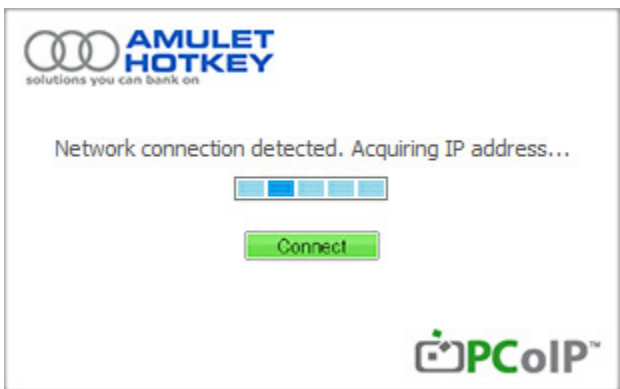 AMULET
HOTKEY
solutions you can bank on
Network connection detected. Acquiring IP address...
Connect
PCoIP™